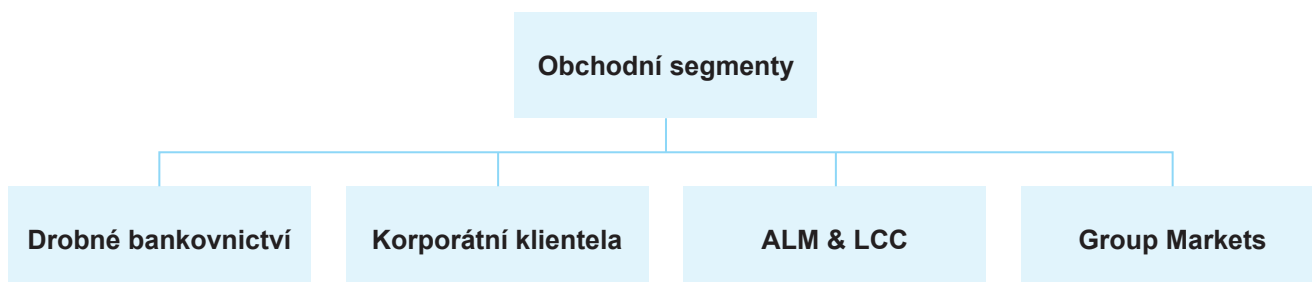 Obchodní segmenty
Drobné bankovnictví
Korporátní klientela
ALM & LCC
Group Markets